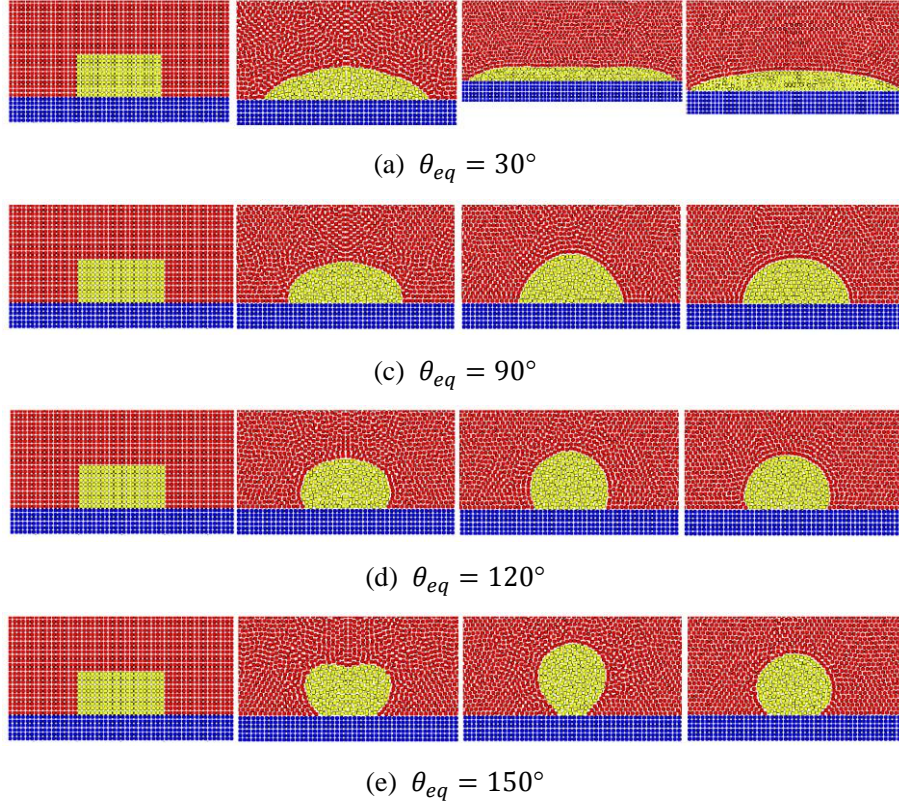 (a) θ_eq = 30°
(c) θ_eq = 90°
(d) θ_eq = 120°
(e) θ_eq = 150°